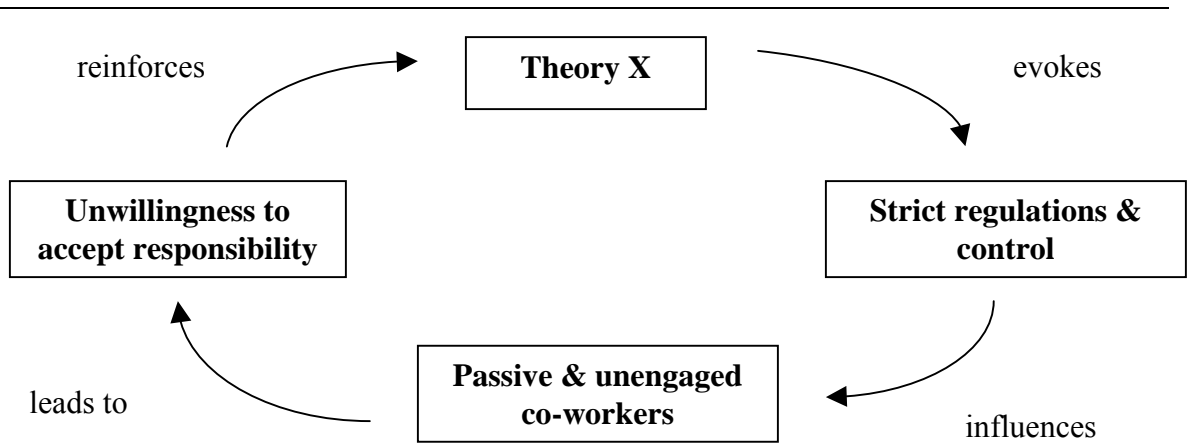 reinforces
Theory X
evokes
Unwillingness to
accept responsibility
Strict regulations &
control
leads to
Passive & unengaged
co-workers
influences